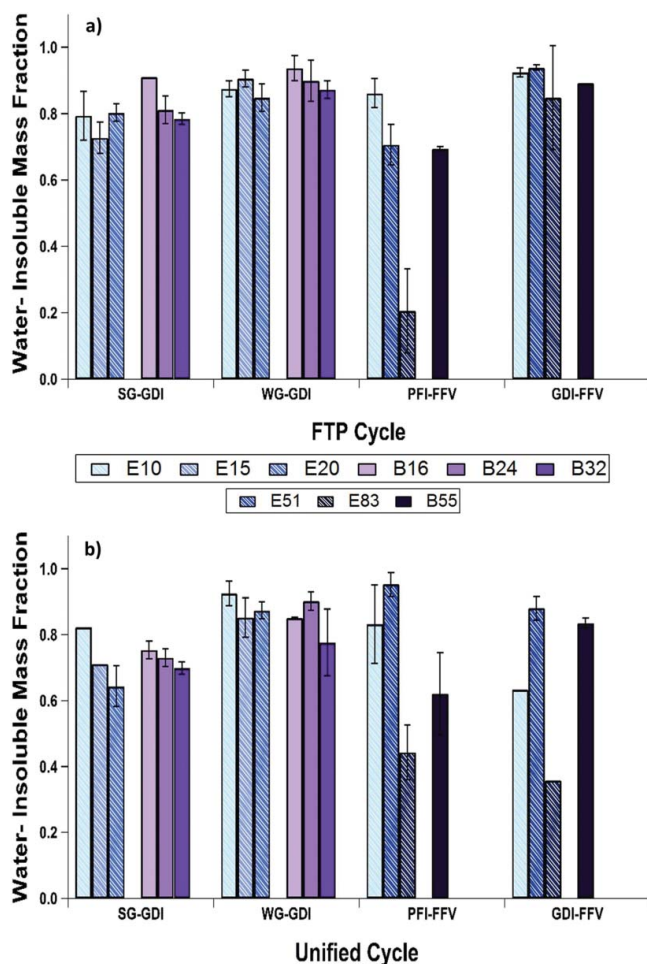 a)
Water- Insoluble Mass Fraction
1.0
0.8
0.6
0.4
0.2
0.0
SG-GDI WG-GDI PFI-FFV GDI-FFV
FTP Cycle
E10 E15 E20 B16 B24 B32
E51 E83 B55
b)
Water- Insoluble Mass Fraction
1.0
0.8
0.6
0.4
0.2
0.0
SG-GDI WG-GDI PFI-FFV GDI-FFV
Unified Cycle